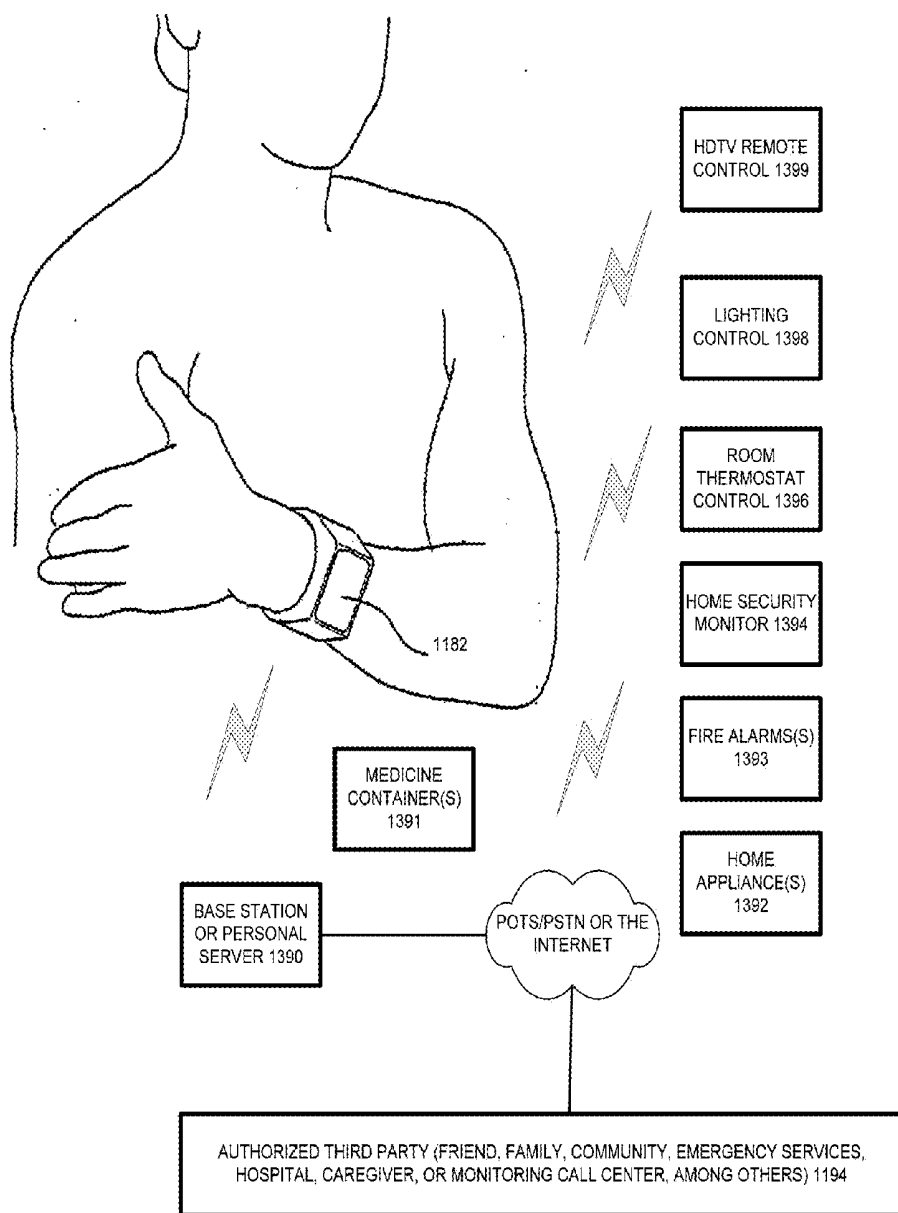 HDTV REMOTE
CONTROL 1399
LIGHTING
CONTROL 1398
ROOM
THERMOSTAT
CONTROL 1396
HOME SECURITY
MONITOR 1394
1182
FIRE ALARMS(S)
1393
MEDICINE
CONTAINER(S)
1391
HOME
APPLIANCE(S)
1392
BASE STATION
OR PERSONAL
SERVER 1390
POTS/PSTN OR THE
INTERNET
AUTHORIZED THIRD PARTY (FRIEND, FAMILY, COMMUNITY, EMERGENCY SERVICES,
HOSPITAL, CAREGIVER, OR MONITORING CALL CENTER, AMONG OTHERS) 1194